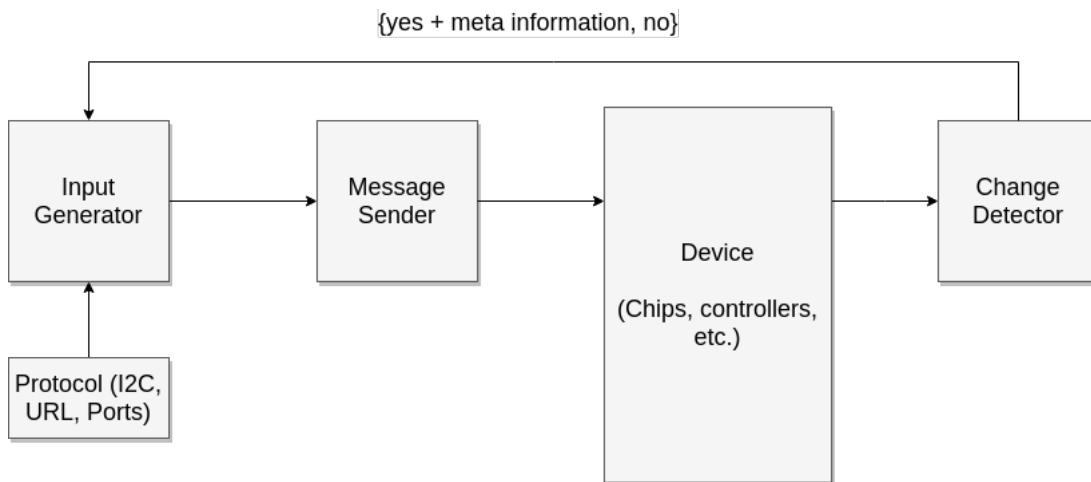 {yes + meta information, no}
Input
Generator
Message
Sender
Device
(Chips, controllers,
etc.)
Change
Detector
Protocol (I2C,
URL, Ports)